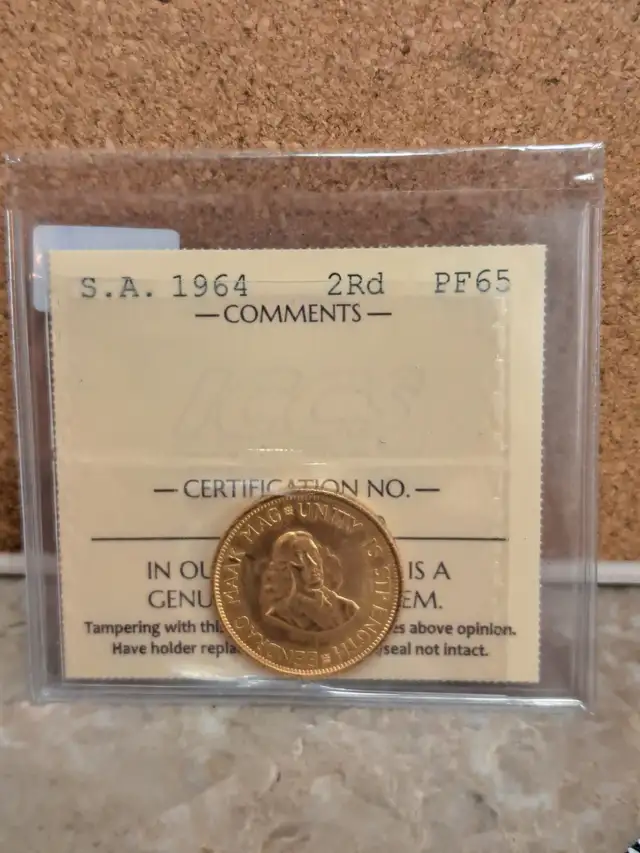 S.A. 1964 2Rd PF65
—COMMENTS—
—CERTIFICATION NO.—
IN OU IS A
GENU EM.
Tampering with this es above opinion.
Have holder repla seal not intact.
EENDRAG MAAK MAG UNITY IS STRENGTH